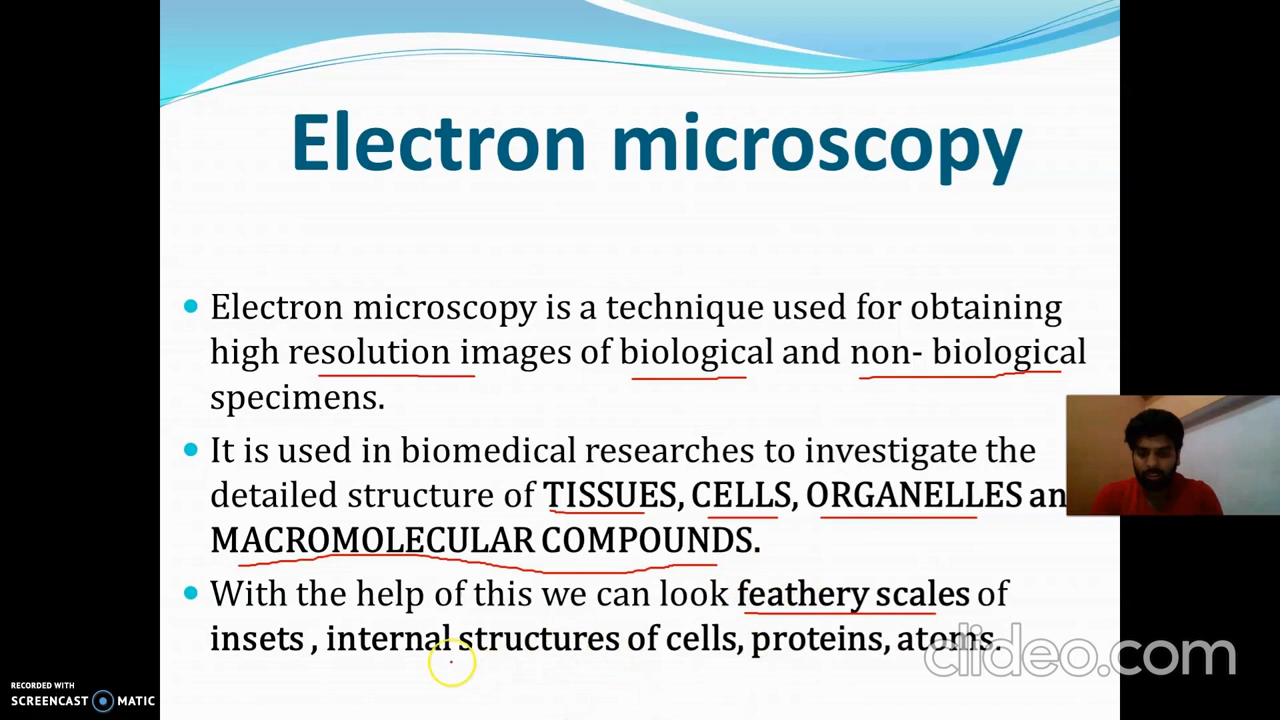 Electron microscopy
Electron microscopy is a technique used for obtaining
high resolution images of biological and non- biological
specimens.
It is used in biomedical researches to investigate the
detailed structure of TISSUES, CELLS, ORGANELLES an
MACROMOLECULAR COMPOUNDS.
With the help of this we can look feathery scales of
insets , internal structures of cells, proteins, atoms.
clideo.com
RECORDED WITH
SCREENCAST MATIC